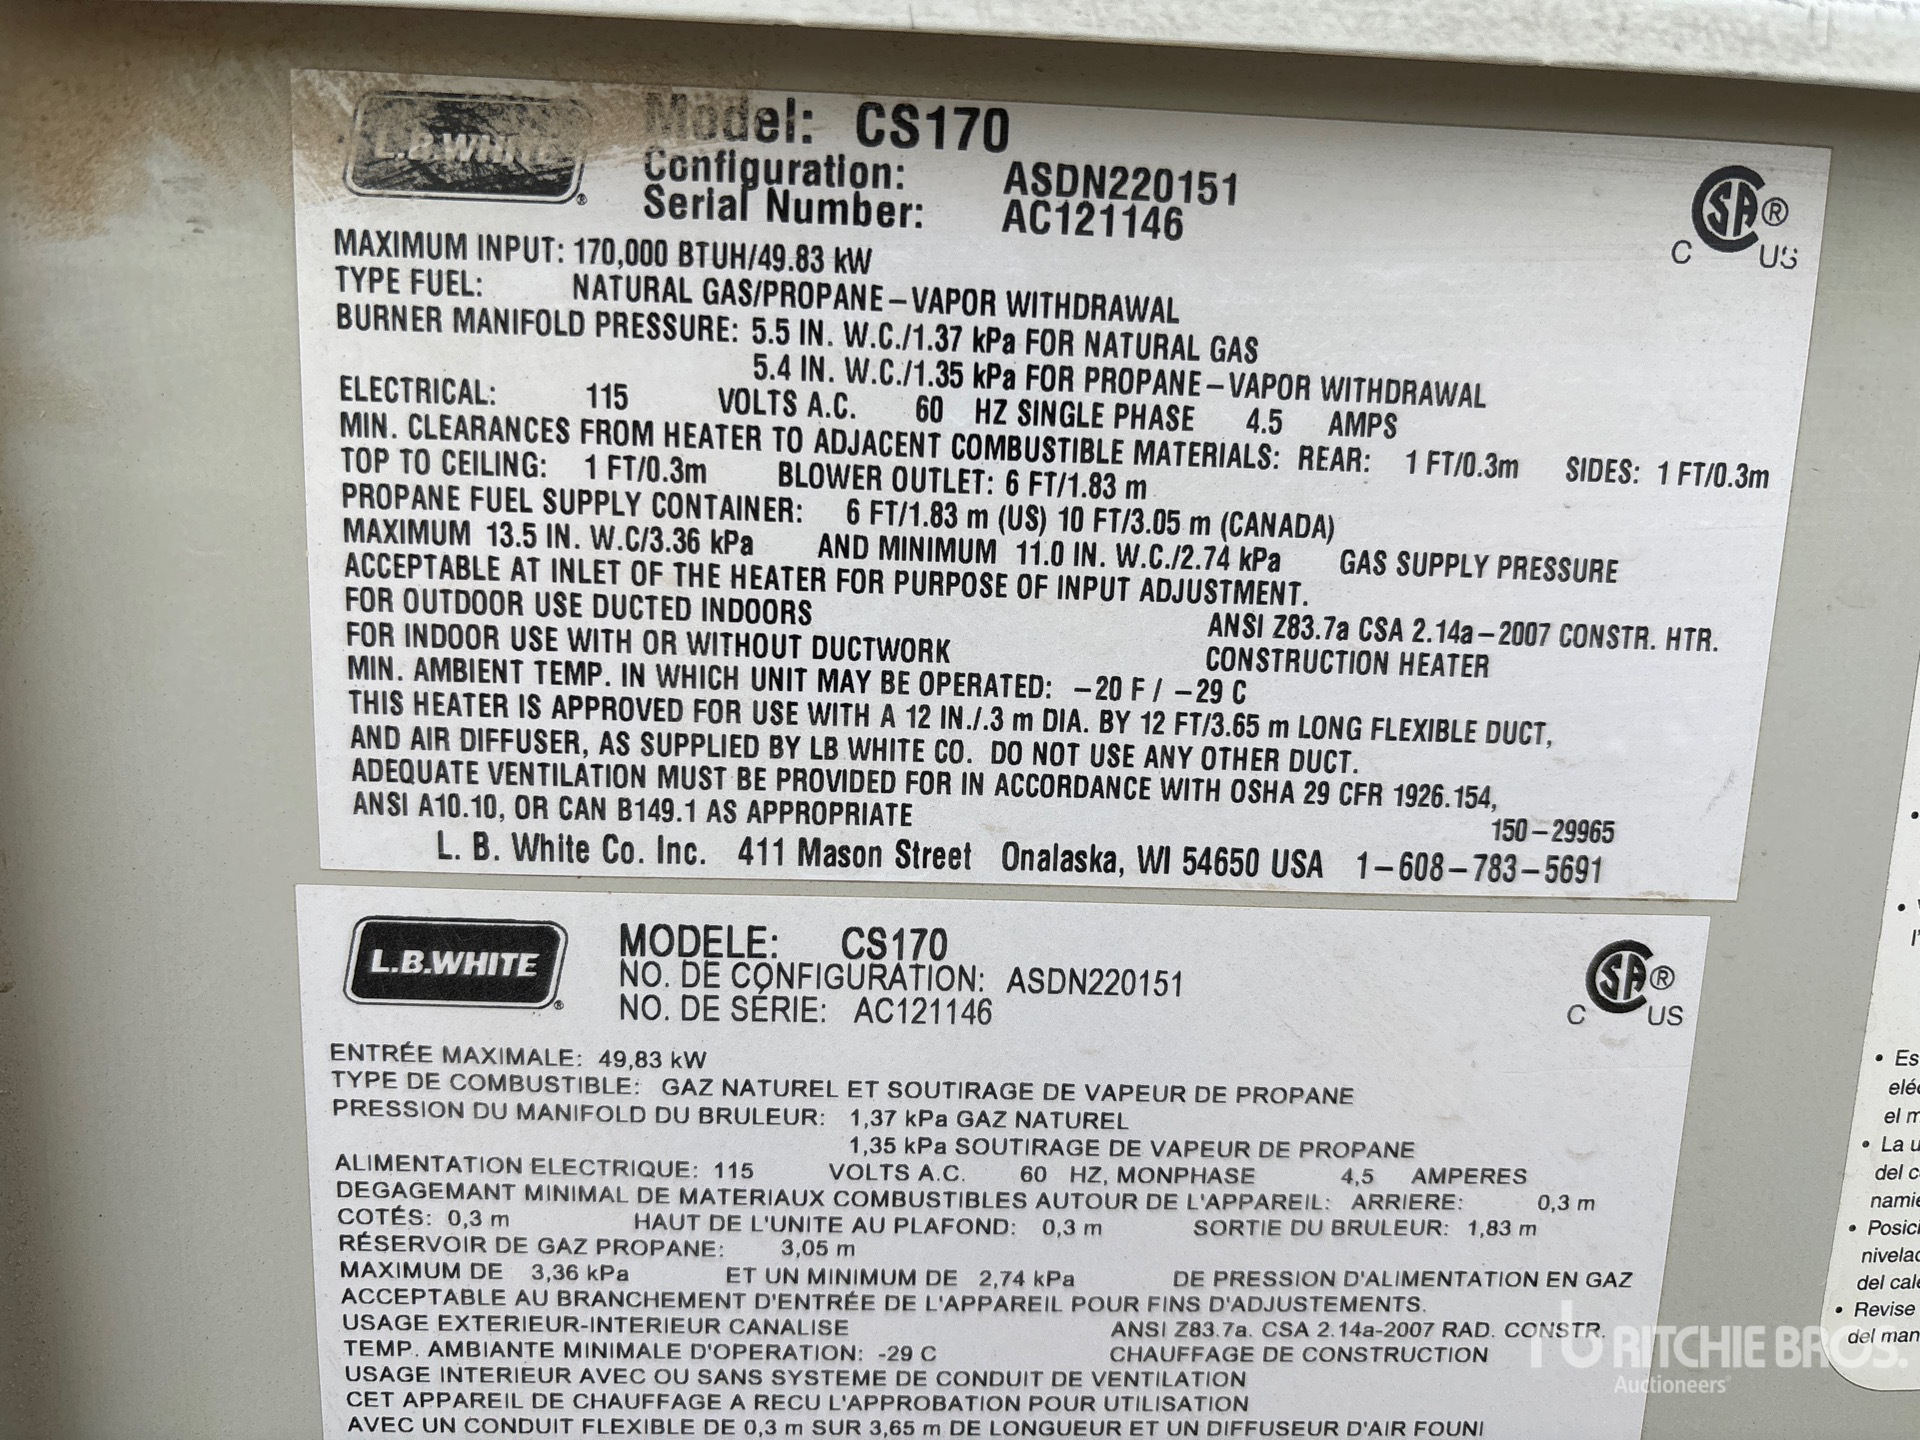 L.B.WHITE ®
Model: CS170
Configuration: ASDN220151
Serial Number: AC121146
CSA ® C US
MAXIMUM INPUT: 170,000 BTUH/49.83 kW
TYPE FUEL: NATURAL GAS/PROPANE–VAPOR WITHDRAWAL
BURNER MANIFOLD PRESSURE: 5.5 IN. W.C./1.37 kPa FOR NATURAL GAS
5.4 IN. W.C./1.35 kPa FOR PROPANE–VAPOR WITHDRAWAL
ELECTRICAL: 115 VOLTS A.C. 60 HZ SINGLE PHASE 4.5 AMPS
MIN. CLEARANCES FROM HEATER TO ADJACENT COMBUSTIBLE MATERIALS: REAR: 1 FT/0.3m SIDES: 1 FT/0.3m
TOP TO CEILING: 1 FT/0.3m BLOWER OUTLET: 6 FT/1.83 m
PROPANE FUEL SUPPLY CONTAINER: 6 FT/1.83 m (US) 10 FT/3.05 m (CANADA)
MAXIMUM 13.5 IN. W.C/3.36 kPa AND MINIMUM 11.0 IN. W.C./2.74 kPa GAS SUPPLY PRESSURE
ACCEPTABLE AT INLET OF THE HEATER FOR PURPOSE OF INPUT ADJUSTMENT.
FOR OUTDOOR USE DUCTED INDOORS ANSI Z83.7a CSA 2.14a–2007 CONSTR. HTR.
FOR INDOOR USE WITH OR WITHOUT DUCTWORK CONSTRUCTION HEATER
MIN. AMBIENT TEMP. IN WHICH UNIT MAY BE OPERATED: –20 F / –29 C
THIS HEATER IS APPROVED FOR USE WITH A 12 IN./.3 m DIA. BY 12 FT/3.65 m LONG FLEXIBLE DUCT,
AND AIR DIFFUSER, AS SUPPLIED BY LB WHITE CO. DO NOT USE ANY OTHER DUCT.
ADEQUATE VENTILATION MUST BE PROVIDED FOR IN ACCORDANCE WITH OSHA 29 CFR 1926.154,
ANSI A10.10, OR CAN B149.1 AS APPROPRIATE
150–29965
L. B. White Co. Inc. 411 Mason Street Onalaska, WI 54650 USA 1–608–783–5691
L.B.WHITE ®
MODELE: CS170
NO. DE CONFIGURATION: ASDN220151
NO. DE SÉRIE: AC121146
CSA ® C US
ENTRÉE MAXIMALE: 49,83 kW
TYPE DE COMBUSTIBLE: GAZ NATUREL ET SOUTIRAGE DE VAPEUR DE PROPANE
PRESSION DU MANIFOLD DU BRULEUR: 1,37 kPa GAZ NATUREL
1,35 kPa SOUTIRAGE DE VAPEUR DE PROPANE
ALIMENTATION ELECTRIQUE: 115 VOLTS A.C. 60 HZ, MONPHASE 4,5 AMPERES
DEGAGEMANT MINIMAL DE MATERIAUX COMBUSTIBLES AUTOUR DE L'APPAREIL: ARRIERE: 0,3 m
COTÉS: 0,3 m HAUT DE L'UNITE AU PLAFOND: 0,3 m SORTIE DU BRULEUR: 1,83 m
RÉSERVOIR DE GAZ PROPANE: 3,05 m
MAXIMUM DE 3,36 kPa ET UN MINIMUM DE 2,74 kPa DE PRESSION D'ALIMENTATION EN GAZ
ACCEPTABLE AU BRANCHEMENT D'ENTRÉE DE L'APPAREIL POUR FINS D'ADJUSTEMENTS.
USAGE EXTERIEUR-INTERIEUR CANALISE ANSI Z83.7a. CSA 2.14a-2007 RAD. CONSTR.
TEMP. AMBIANTE MINIMALE D'OPERATION: -29 C CHAUFFAGE DE CONSTRUCTION
USAGE INTERIEUR AVEC OU SANS SYSTEME DE CONDUIT DE VENTILATION
CET APPAREIL DE CHAUFFAGE A RECU L'APPROBATION POUR UTILISATION
AVEC UN CONDUIT FLEXIBLE DE 0,3 m SUR 3,65 m DE LONGUEUR ET UN DIFFUSEUR D'AIR FOUNI
• Es
el m
• La u
del c
• Posici
nivelac
del cale
• Revise
del man
RITCHIE BROS.
Auctioneers